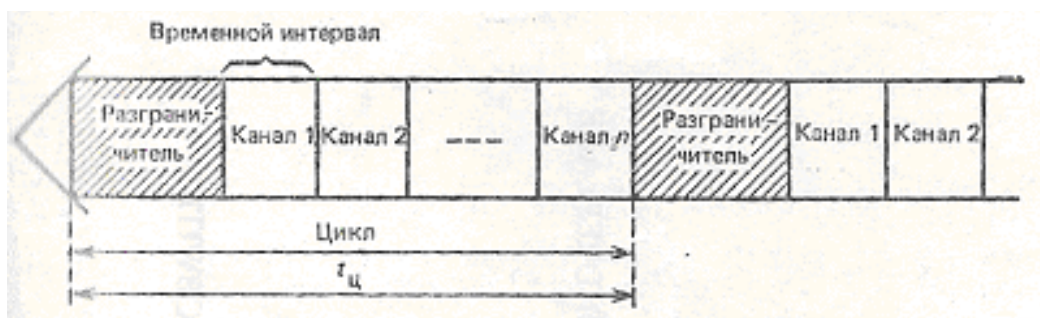 Временной интервал
Разграни-
читель
Канал 1
Канал 2
---
Канал n
Разграни-
читель
Канал 1
Канал 2
Цикл
tц